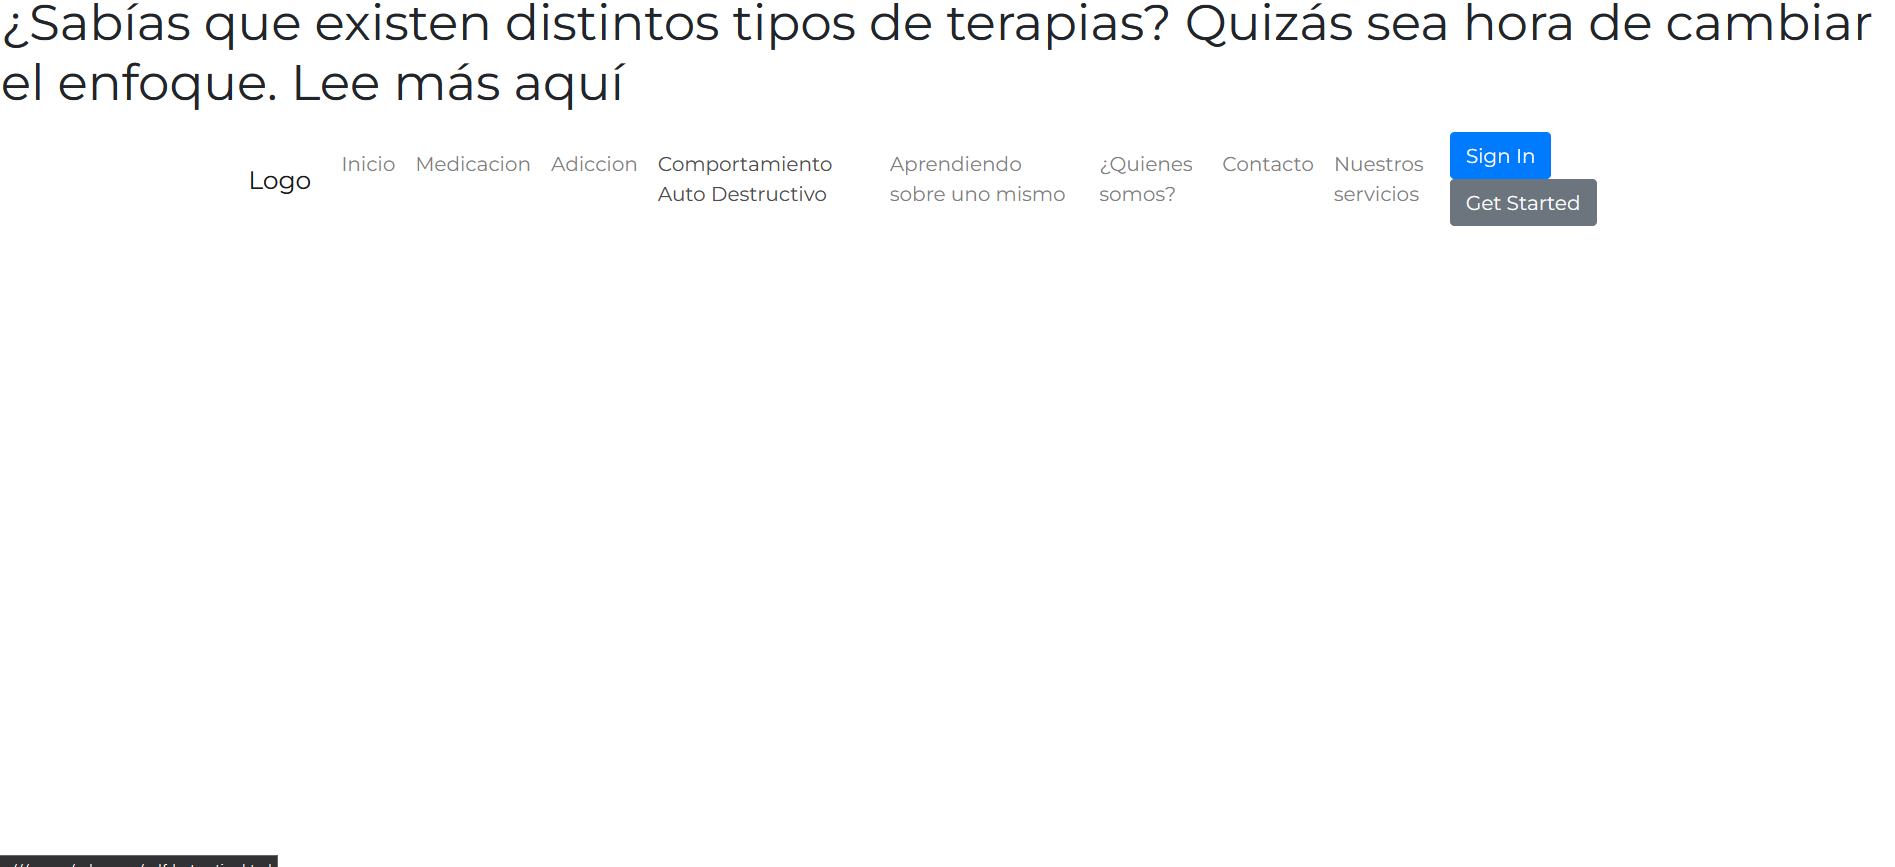 ¿Sabías que existen distintos tipos de terapias? Quizás sea hora de cambiar
el enfoque. Lee más aquí
Logo
Inicio
Medicacion
Adiccion
Comportamiento
Auto Destructivo
Aprendiendo
sobre uno mismo
¿Quienes
somos?
Contacto
Nuestros
servicios
Sign In
Get Started